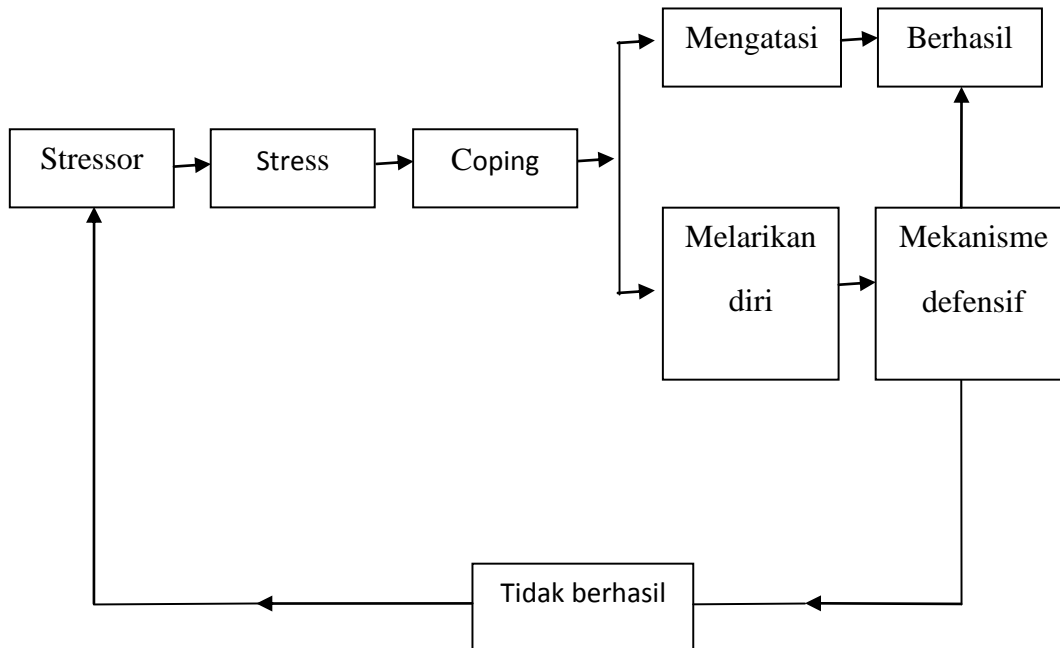 Mengatasi
Berhasil
Stressor
Stress
Coping
Melarikan
diri
Mekanisme
defensif
Tidak berhasil